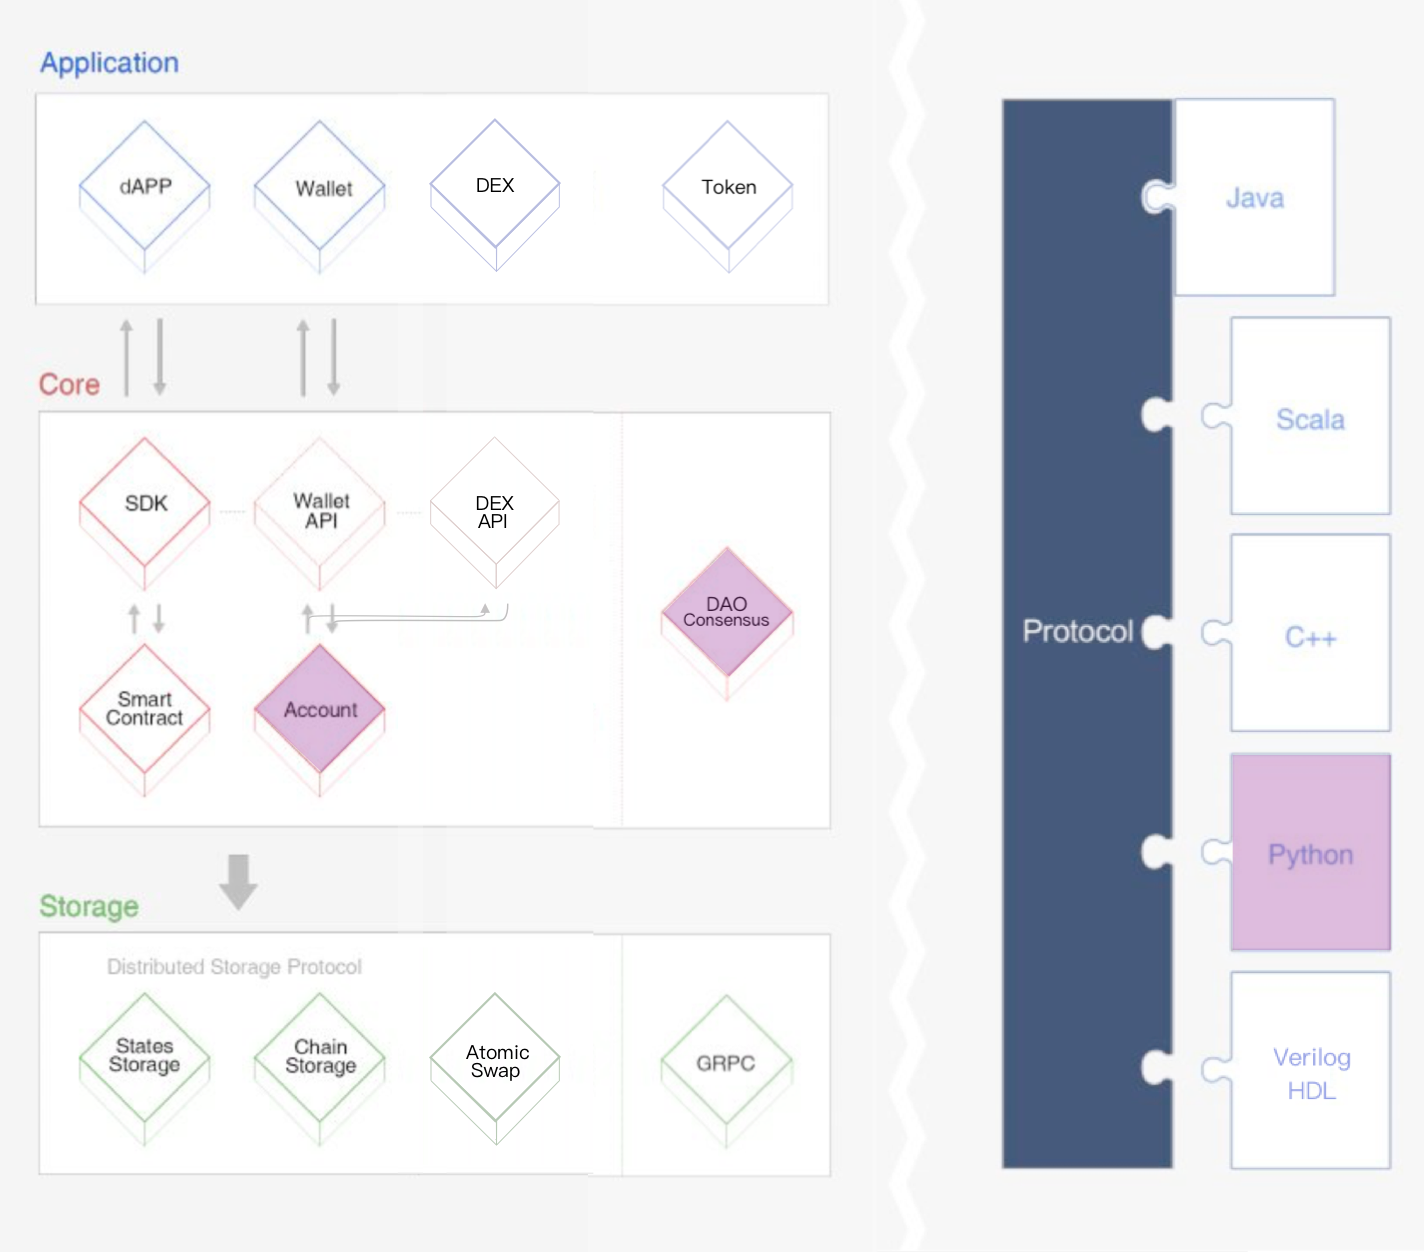 Application
dAPP
Wallet
DEX
Token
Core
SDK
Wallet
API
DEX
API
DAO
Consensus
Smart
Contract
Account
Storage
Distributed Storage Protocol
States
Storage
Chain
Storage
Atomic
Swap
GRPC
Protocol
Java
Scala
C++
Python
Verilog
HDL